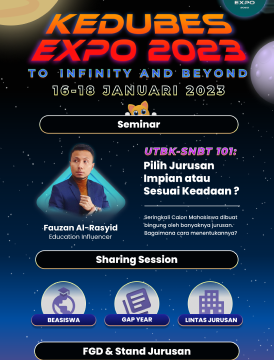 EXPO
KEDUBES
EXPO 2023
TO INFINITY AND BEYOND
16-18 JANUARI 2023
Seminar
UTBK-SNBT 101:
Pilih Jurusan
Impian atau
Sesuai Keadaan ?
Fauzan Al-Rasyid
Education Influencer
Seringkali Calon Mahasiswa dibuat
bingung oleh banyaknya jurusan.
Bagaimana cara menentukannya?
Sharing Session
BEASISWA
GAP YEAR
LINTAS JURUSAN
FGD & Stand Jurusan